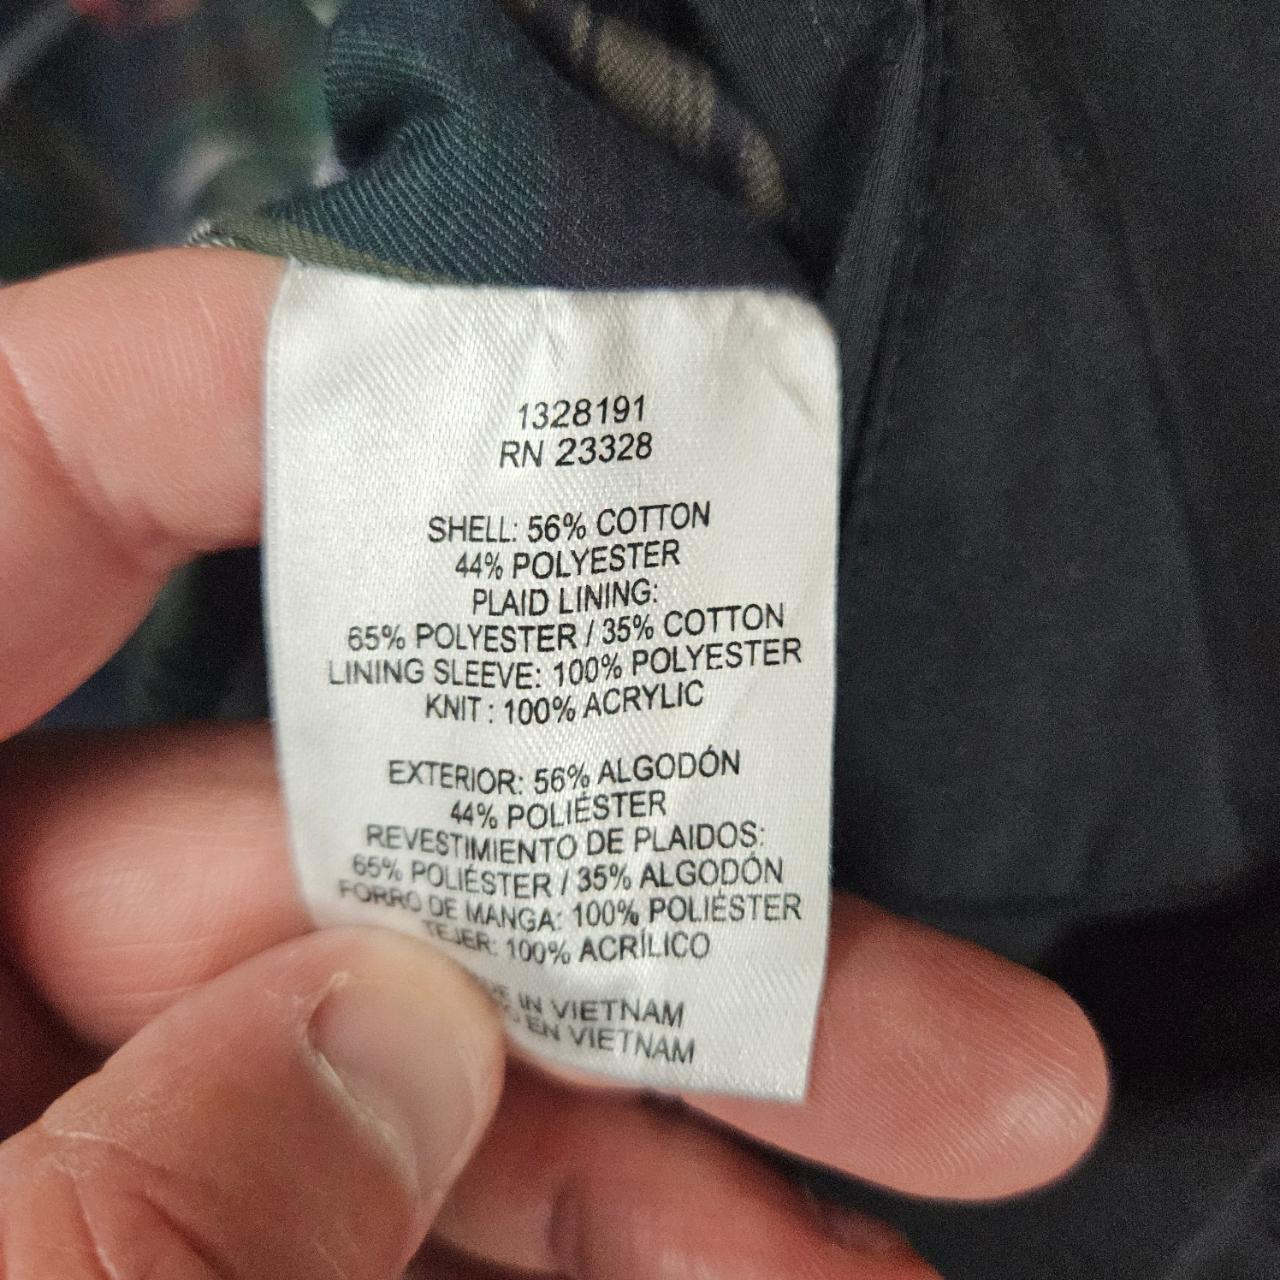 1328191
RN 23328
SHELL: 56% COTTON
44% POLYESTER
PLAID LINING:
65% POLYESTER / 35% COTTON
LINING SLEEVE: 100% POLYESTER
KNIT : 100% ACRYLIC
EXTERIOR: 56% ALGODÓN
44% POLIÉSTER
REVESTIMIENTO DE PLAIDOS:
65% POLIÉSTER / 35% ALGODÓN
FORRO DE MANGA: 100% POLIÉSTER
TEJER: 100% ACRÍLICO
IN VIETNAM
EN VIETNAM